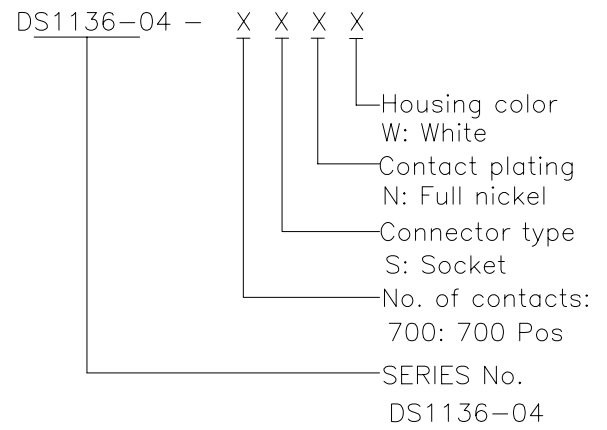 DS1136-04 - X X X X
Housing color
W: White
Contact plating
N: Full nickel
Connector type
S: Socket
No. of contacts:
700: 700 Pos
SERIES No.
DS1136-04